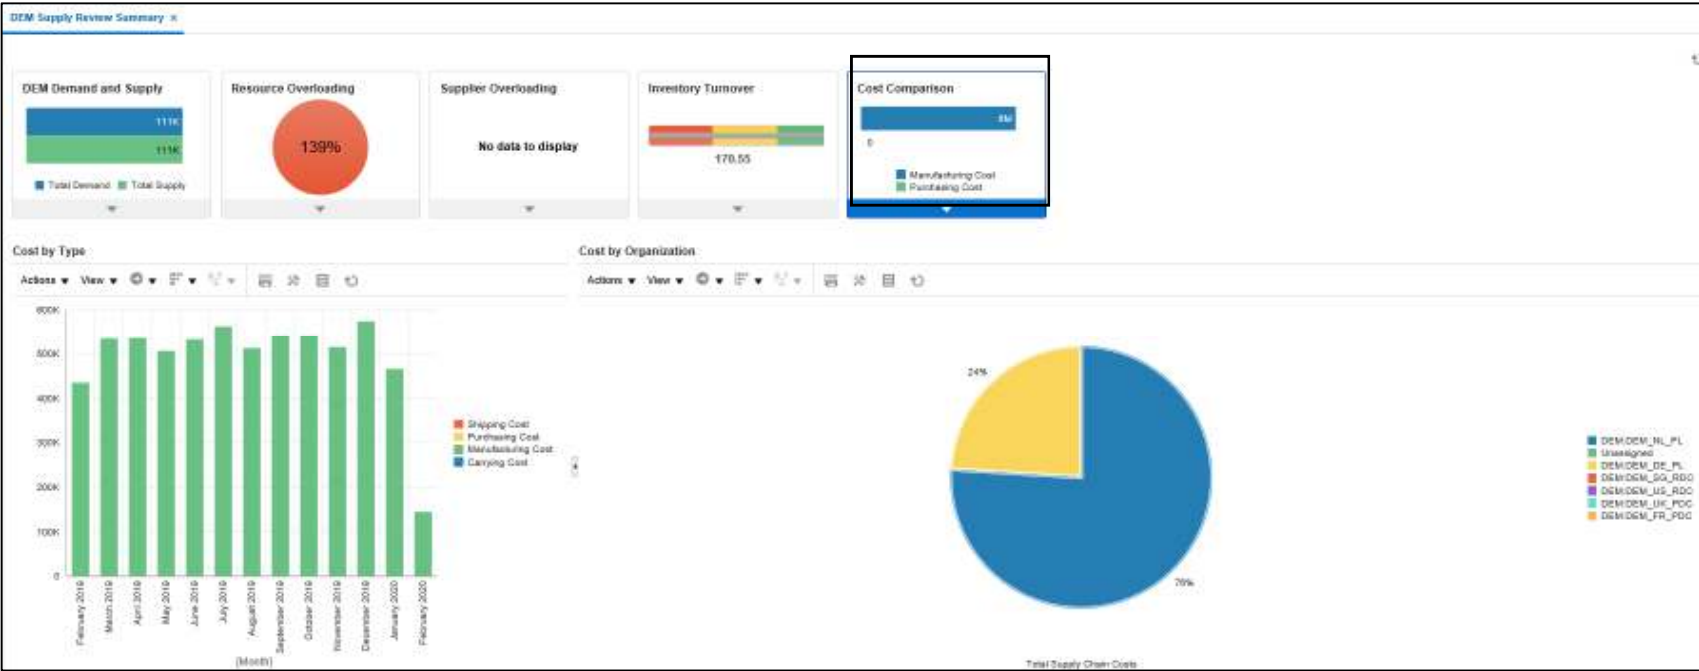 DEM Supply Review Summary ×
DEM Demand and Supply
111K
111K
Total Demand
Total Supply
Resource Overloading
139%
Supplier Overloading
No data to display
Inventory Turnover
170.55
Cost Comparison
0
Manufacturing Cost
Purchasing Cost
Cost by Type
Actions
View
600K
500K
400K
300K
200K
100K
0
February 2019
March 2019
April 2019
May 2019
June 2019
July 2019
August 2019
September 2019
October 2019
November 2019
December 2019
January 2020
February 2020
[Month]
Shipping Cost
Purchasing Cost
Manufacturing Cost
Carrying Cost
Cost by Organization
Actions
View
24%
76%
DEM:DEM_NL_PL
Unassigned
DEM:DEM_DE_PL
DEM:DEM_SG_RDC
DEM:DEM_US_RDC
DEM:DEM_UK_PDC
DEM:DEM_FR_PDC
Total Supply Chain Costs